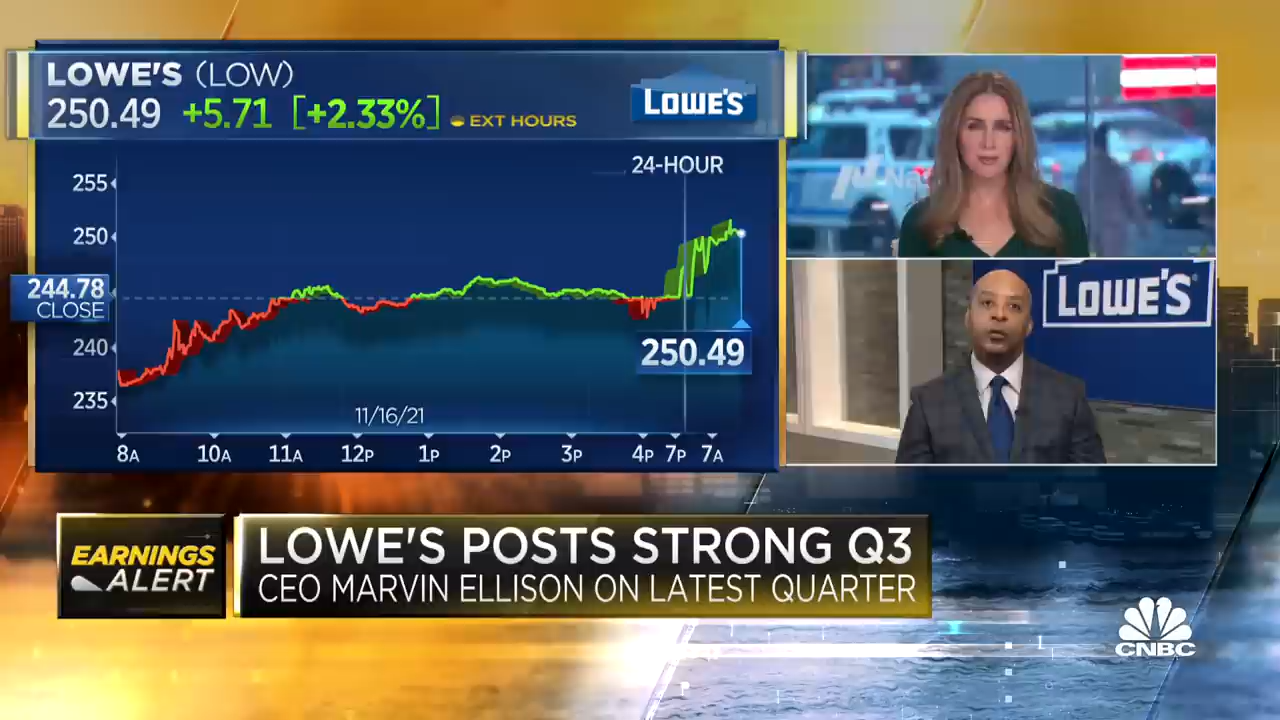 LOWE'S (LOW)
250.49 +5.71 [+2.33%] EXT HOURS
LOWE'S
24-HOUR
255
250
244.78
CLOSE
240
235
250.49
11/16/21
8A 10A 11A 12P 1P 2P 3P 4P 7P 7A
LOWE'S
EARNINGS
ALERT
LOWE'S POSTS STRONG Q3
CEO MARVIN ELLISON ON LATEST QUARTER
CNBC